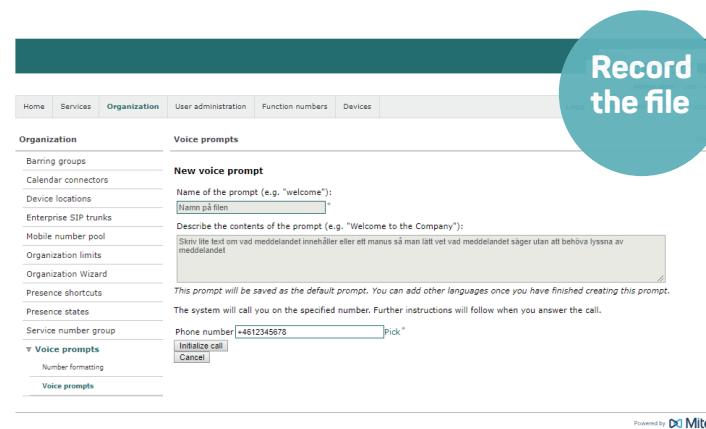 Record
the file
Home Services Organization User administration Function numbers Devices
Organization
Barring groups
Calendar connectors
Device locations
Enterprise SIP trunks
Mobile number pool
Organization limits
Organization Wizard
Presence shortcuts
Presence states
Service number group
▼ Voice prompts
Number formatting
Voice prompts
Voice prompts
New voice prompt
Name of the prompt (e.g. "welcome"):
Namn på filen *
Describe the contents of the prompt (e.g. "Welcome to the Company"):
Skriv lite text om vad meddelandet innehåller eller ett manus så man lätt vet vad meddelandet säger utan att behöva lyssna av
meddelandet
This prompt will be saved as the default prompt. You can add other languages once you have finished creating this prompt.
The system will call you on the specified number. Further instructions will follow when you answer the call.
Phone number +4612345678 Pick *
Initialize call
Cancel
Powered by Mite